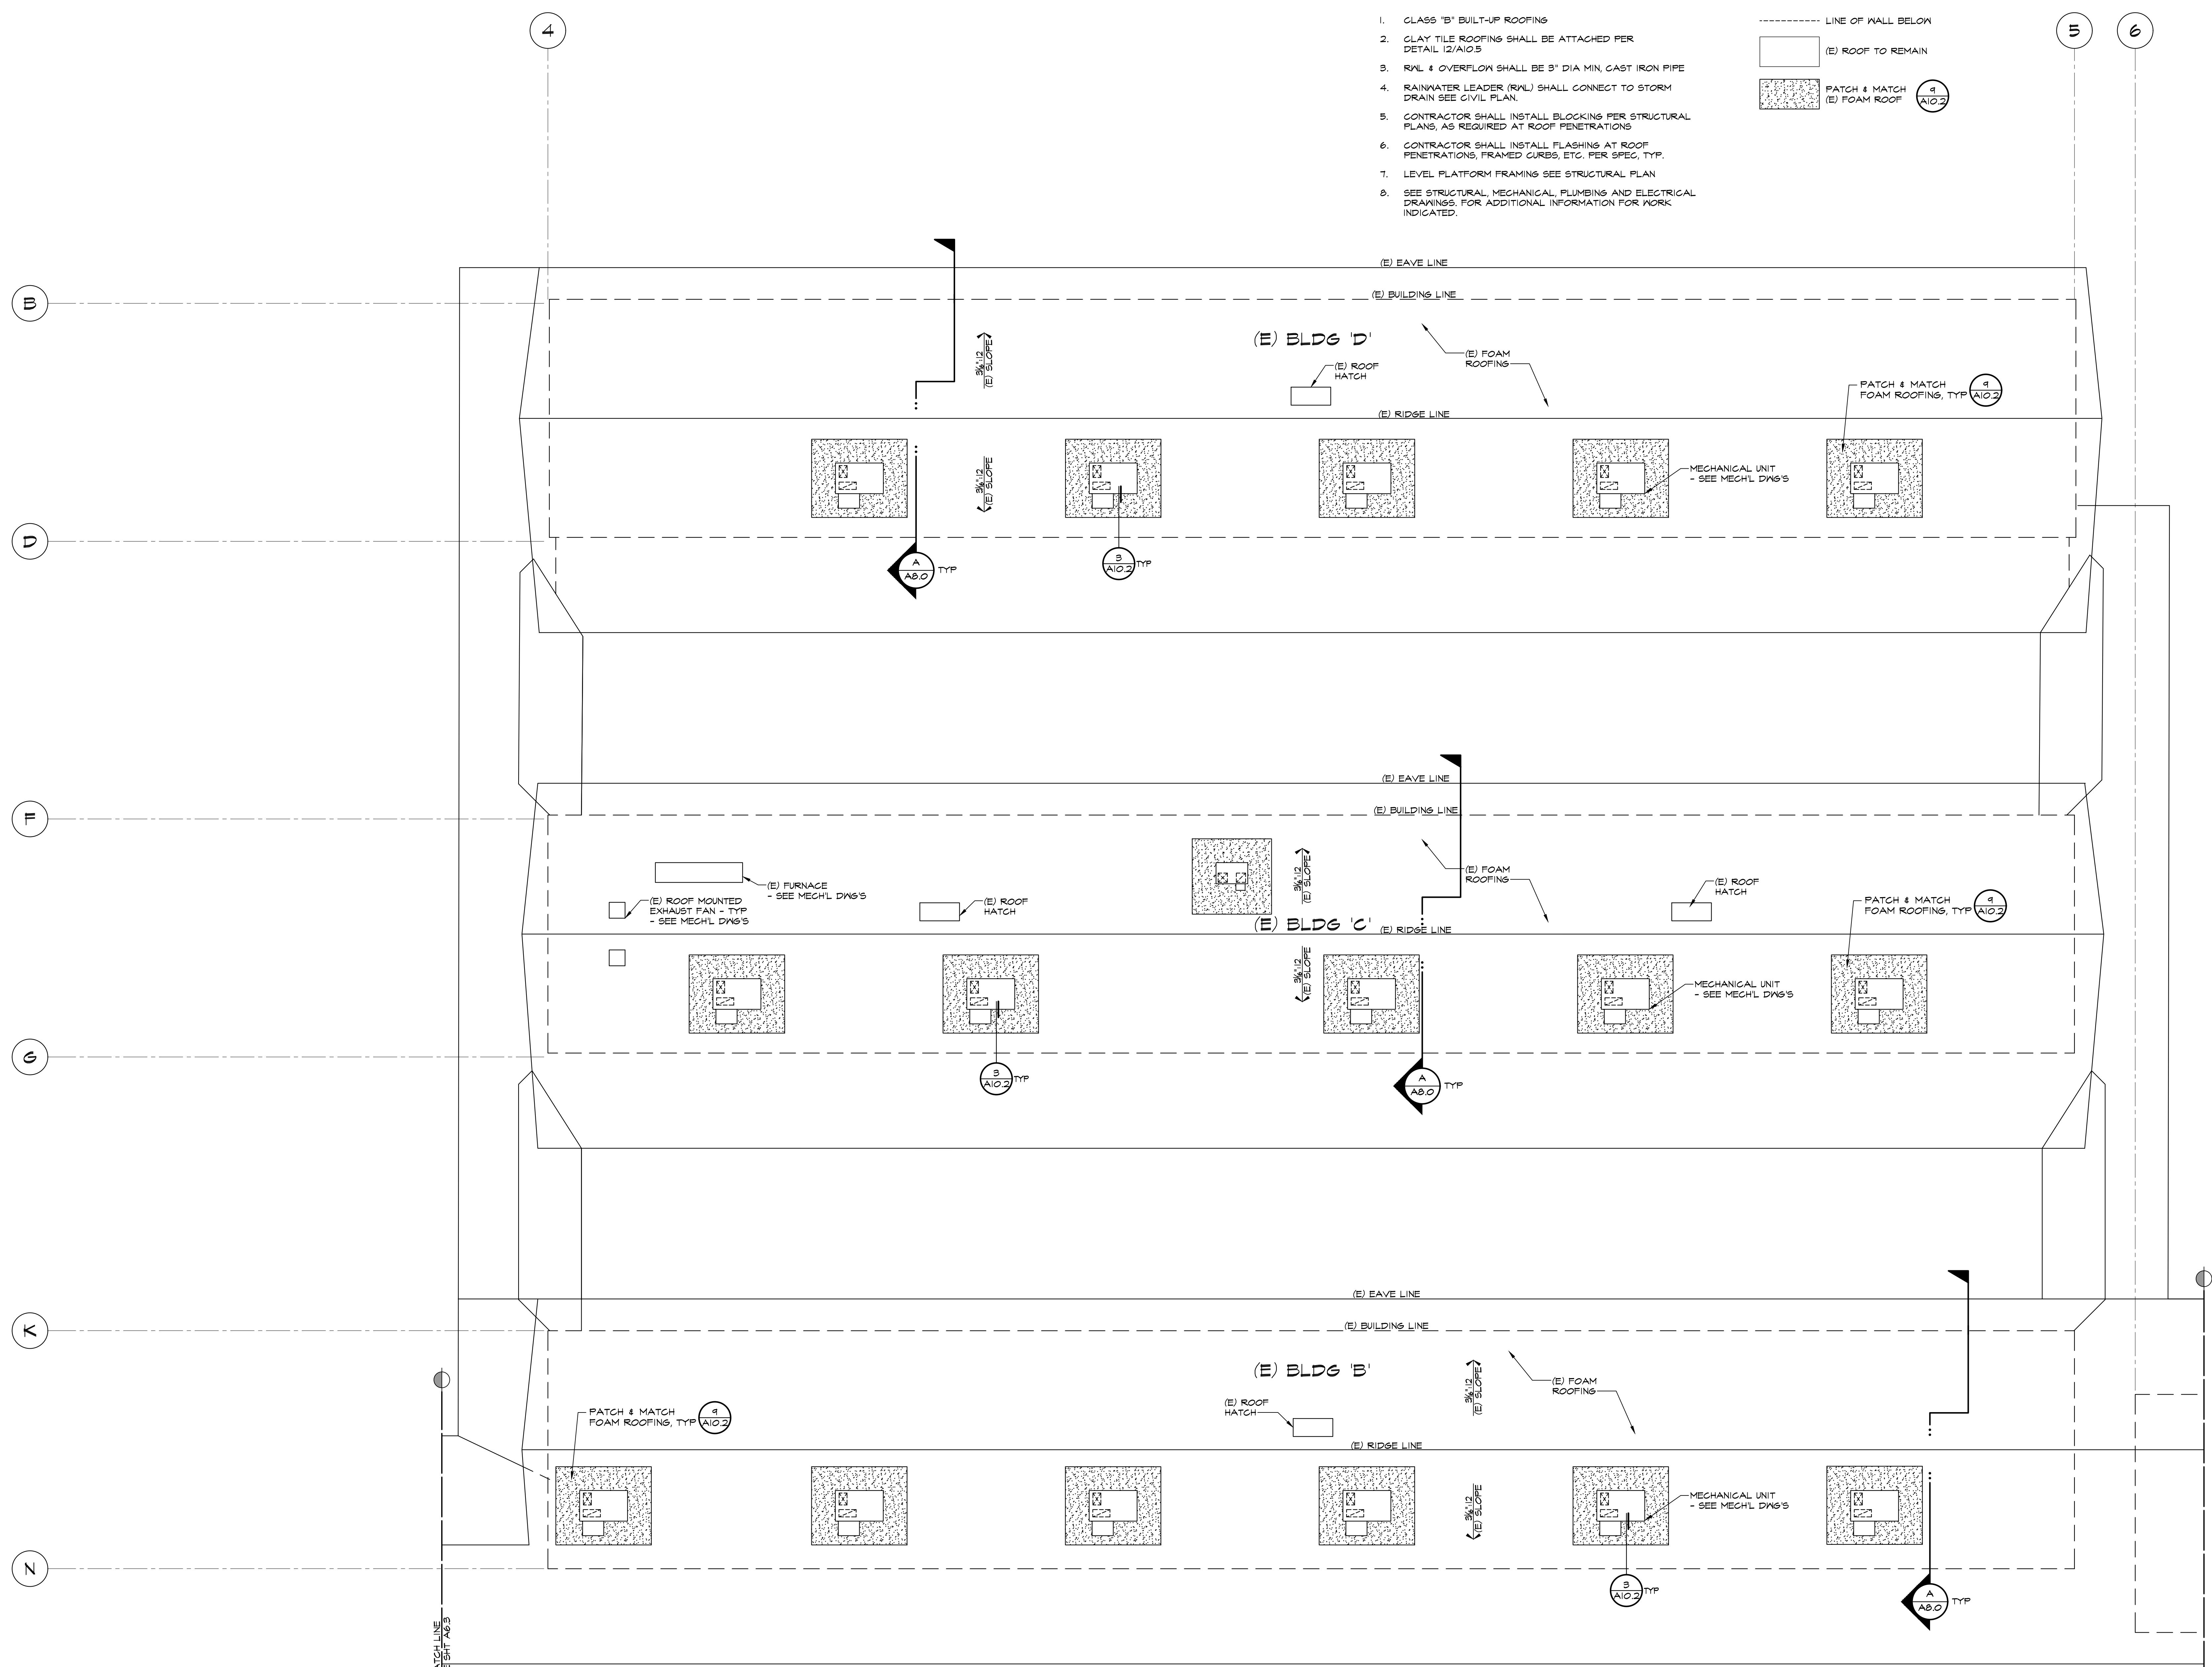 4
5
6
1. CLASS "B" BUILT-UP ROOFING
2. CLAY TILE ROOFING SHALL BE ATTACHED PER
DETAIL 12/A10.5
3. RWL & OVERFLOW SHALL BE 3" DIA MIN, CAST IRON PIPE
4. RAINWATER LEADER (RWL) SHALL CONNECT TO STORM
DRAIN SEE CIVIL PLAN.
5. CONTRACTOR SHALL INSTALL BLOCKING PER STRUCTURAL
PLANS, AS REQUIRED AT ROOF PENETRATIONS
6. CONTRACTOR SHALL INSTALL FLASHING AT ROOF
PENETRATIONS, FRAMED CURBS, ETC. PER SPEC, TYP.
7. LEVEL PLATFORM FRAMING SEE STRUCTURAL PLAN
8. SEE STRUCTURAL, MECHANICAL, PLUMBING AND ELECTRICAL
DRAWINGS. FOR ADDITIONAL INFORMATION FOR WORK
INDICATED.
LINE OF WALL BELOW
(E) ROOF TO REMAIN
PATCH & MATCH
(E) FOAM ROOF
9
A10.2
(E) EAVE LINE
B
(E) BUILDING LINE
(E) BLDG 'D'
(E) SLOPE
(E) FOAM
ROOFING
(E) ROOF
HATCH
PATCH & MATCH
FOAM ROOFING, TYP
9
A10.2
(E) RIDGE LINE
(E) SLOPE
MECHANICAL UNIT
- SEE MECH'L DWG'S
D
A
A8.0
TYP
3
A10.2
TYP
(E) EAVE LINE
(E) BUILDING LINE
F
(E) FURNACE
- SEE MECH'L DWG'S
(E) ROOF MOUNTED
EXHAUST FAN - TYP
- SEE MECH'L DWG'S
(E) ROOF
HATCH
(E) SLOPE
(E) FOAM
ROOFING
(E) ROOF
HATCH
PATCH & MATCH
FOAM ROOFING, TYP
9
A10.2
(E) BLDG 'C'
(E) RIDGE LINE
(E) SLOPE
MECHANICAL UNIT
- SEE MECH'L DWG'S
G
3
A10.2
TYP
A
A8.0
TYP
(E) EAVE LINE
(E) BUILDING LINE
K
(E) BLDG 'B'
(E) SLOPE
(E) FOAM
ROOFING
(E) ROOF
HATCH
PATCH & MATCH
FOAM ROOFING, TYP
9
A10.2
(E) RIDGE LINE
(E) SLOPE
MECHANICAL UNIT
- SEE MECH'L DWG'S
N
3
A10.2
TYP
A
A8.0
TYP
LINE
SHT A6.3